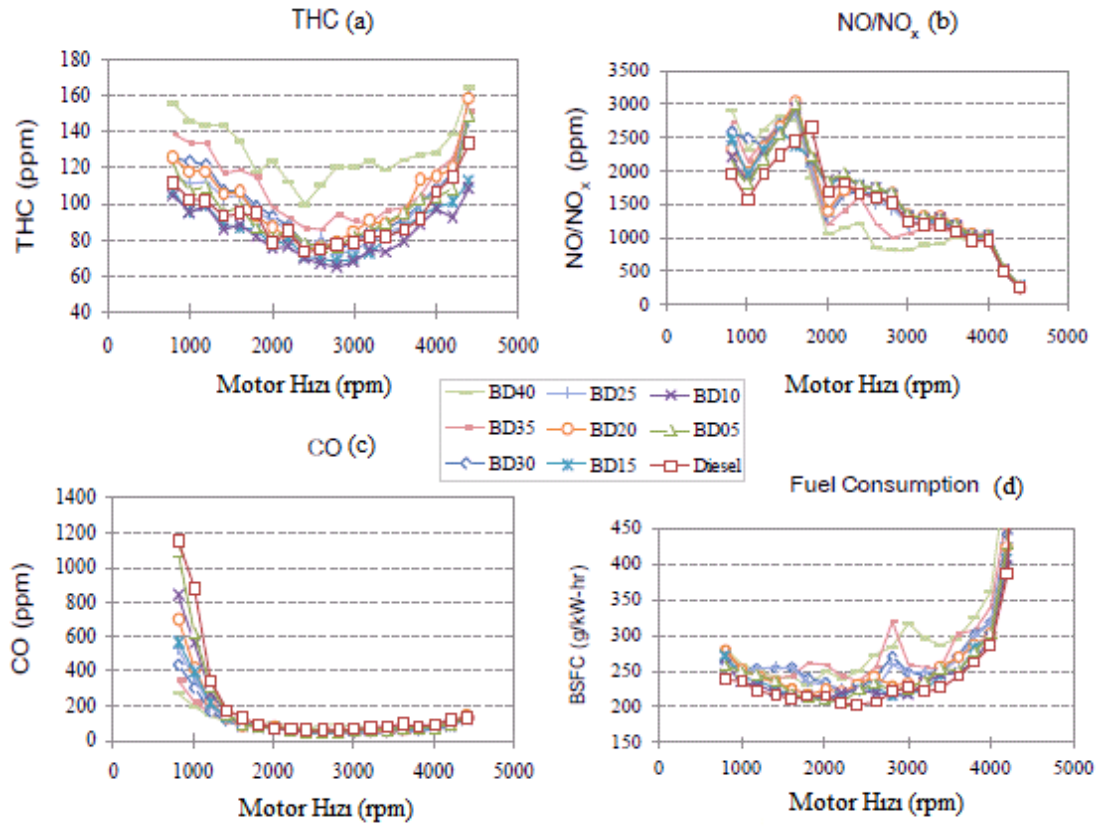 THC (a)
THC (ppm)
180
160
140
120
100
80
60
40
0 1000 2000 3000 4000 5000
Motor Hızı (rpm)
NO/NOx (b)
NO/NOx (ppm)
3500
3000
2500
2000
1500
1000
500
0
0 1000 2000 3000 4000 5000
Motor Hızı (rpm)
BD40 BD25 BD10
BD35 BD20 BD05
BD30 BD15 Diesel
CO (c)
CO (ppm)
1400
1200
1000
800
600
400
200
0
0 1000 2000 3000 4000 5000
Motor Hızı (rpm)
Fuel Consumption (d)
BSFC (g/kW-hr)
450
400
350
300
250
200
150
0 1000 2000 3000 4000 5000
Motor Hızı (rpm)